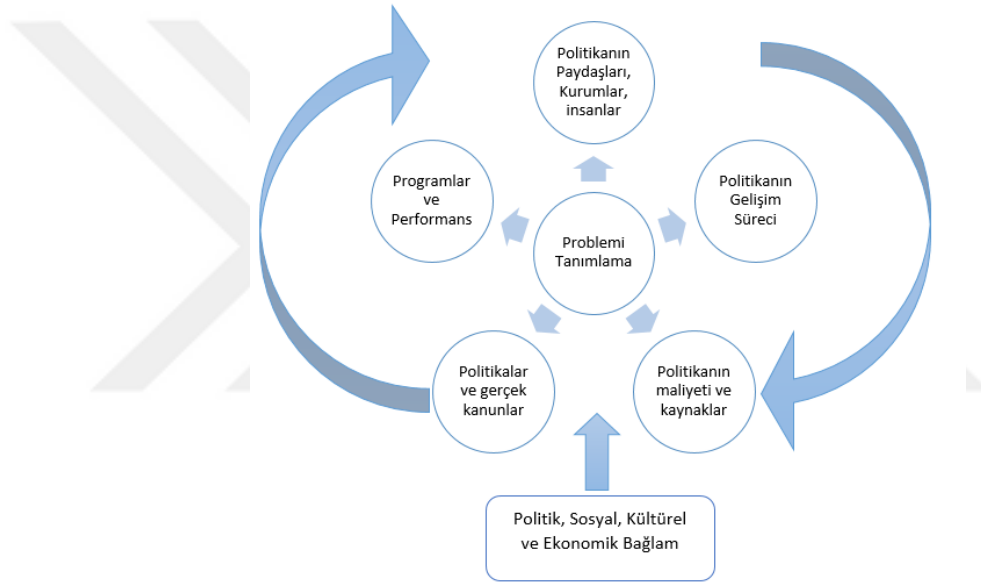 Politikanın
Paydaşları,
Kurumlar,
insanlar
Programlar
ve
Performans
Politikanın
Gelişim
Süreci
Problemi
Tanımlama
Politikalar
ve gerçek
kanunlar
Politikanın
maliyeti ve
kaynaklar
Politik, Sosyal, Kültürel
ve Ekonomik Bağlam